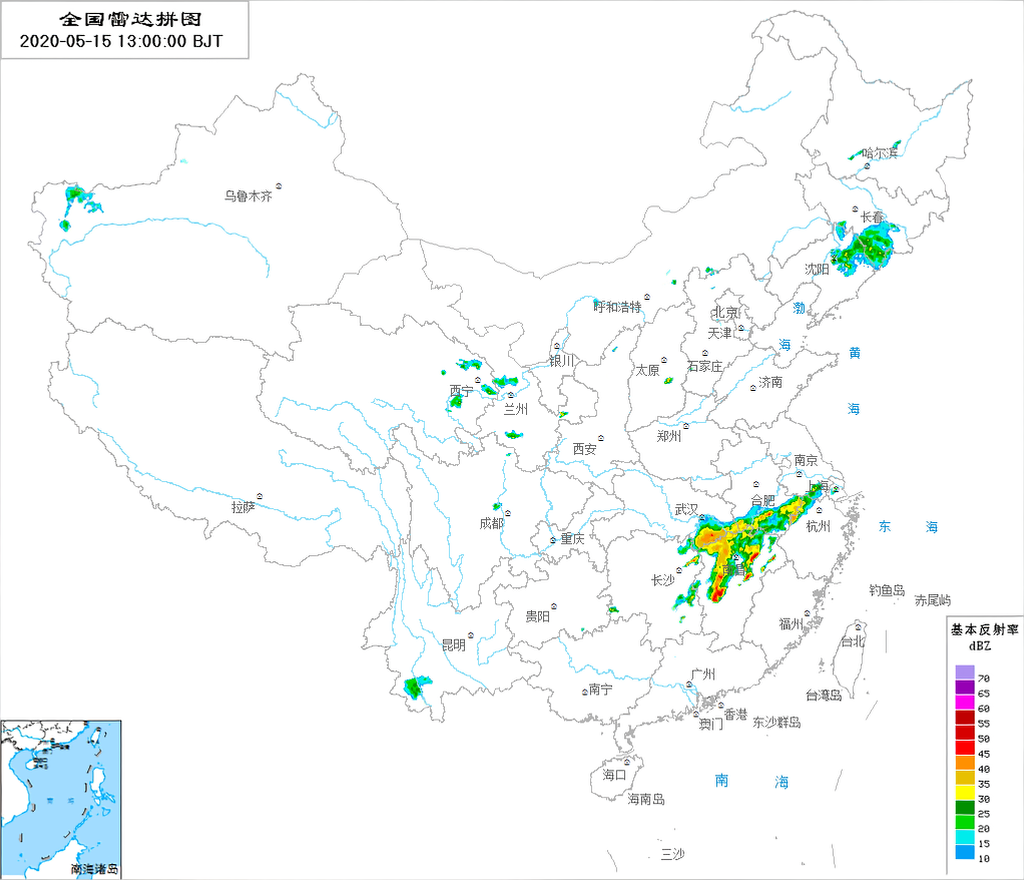 全国雷达拼图
2020-05-15 13:00:00 BJT
哈尔滨
乌鲁木齐
长春
沈阳
呼和浩特
北京
渤
天津
海
黄
银川
太原
石家庄
济南
西宁
兰州
海
郑州
西安
南京
上海
拉萨
合肥
武汉
成都
杭州
东 海
重庆
南昌
长沙
钓鱼岛
赤尾屿
贵阳
福州
昆明
台北
广州
南宁
台湾岛
香港
澳门
东沙群岛
海口
南 海
海南岛
三沙
基本反射率
dBZ
70
65
60
55
50
45
40
35
30
25
20
15
10
南 海
南海诸岛